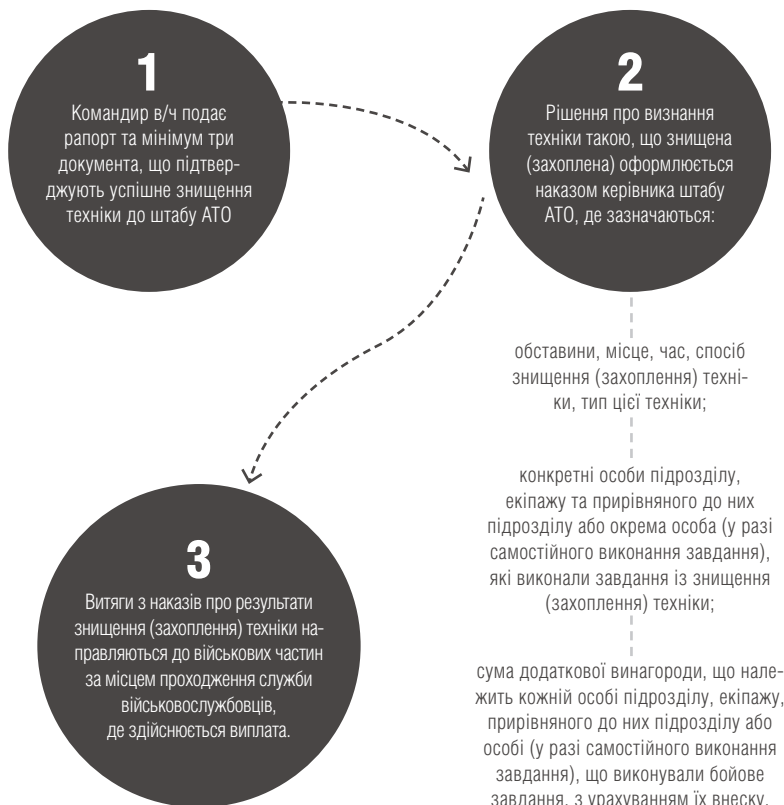 1
Командир в/ч подає
рапорт та мінімум три
документа, що підтвер-
джують успішне знищення
техніки до штабу АТО
2
Рішення про визнання
техніки такою, що знищена
(захоплена) оформлюється
наказом керівника штабу
АТО, де зазначаються:
обставини, місце, час, спосіб
знищення (захоплення) техні-
ки, тип цієї техніки;
конкретні особи підрозділу,
екіпажу та прирівняного до них
підрозділу або окрема особа (у разі
самостійного виконання завдання),
які виконали завдання із знищення
(захоплення) техніки;
сума додаткової винагороди, що нале-
жить кожній особі підрозділу, екіпажу,
прирівняного до них підрозділу або
особі (у разі самостійного виконання
завдання), що виконували бойове
завдання, з урахуванням їх внеску.
3
Витяги з наказів про результати
знищення (захоплення) техніки на-
правляються до військових частин
за місцем проходження служби
військовослужбовців,
де здійснюється виплата.